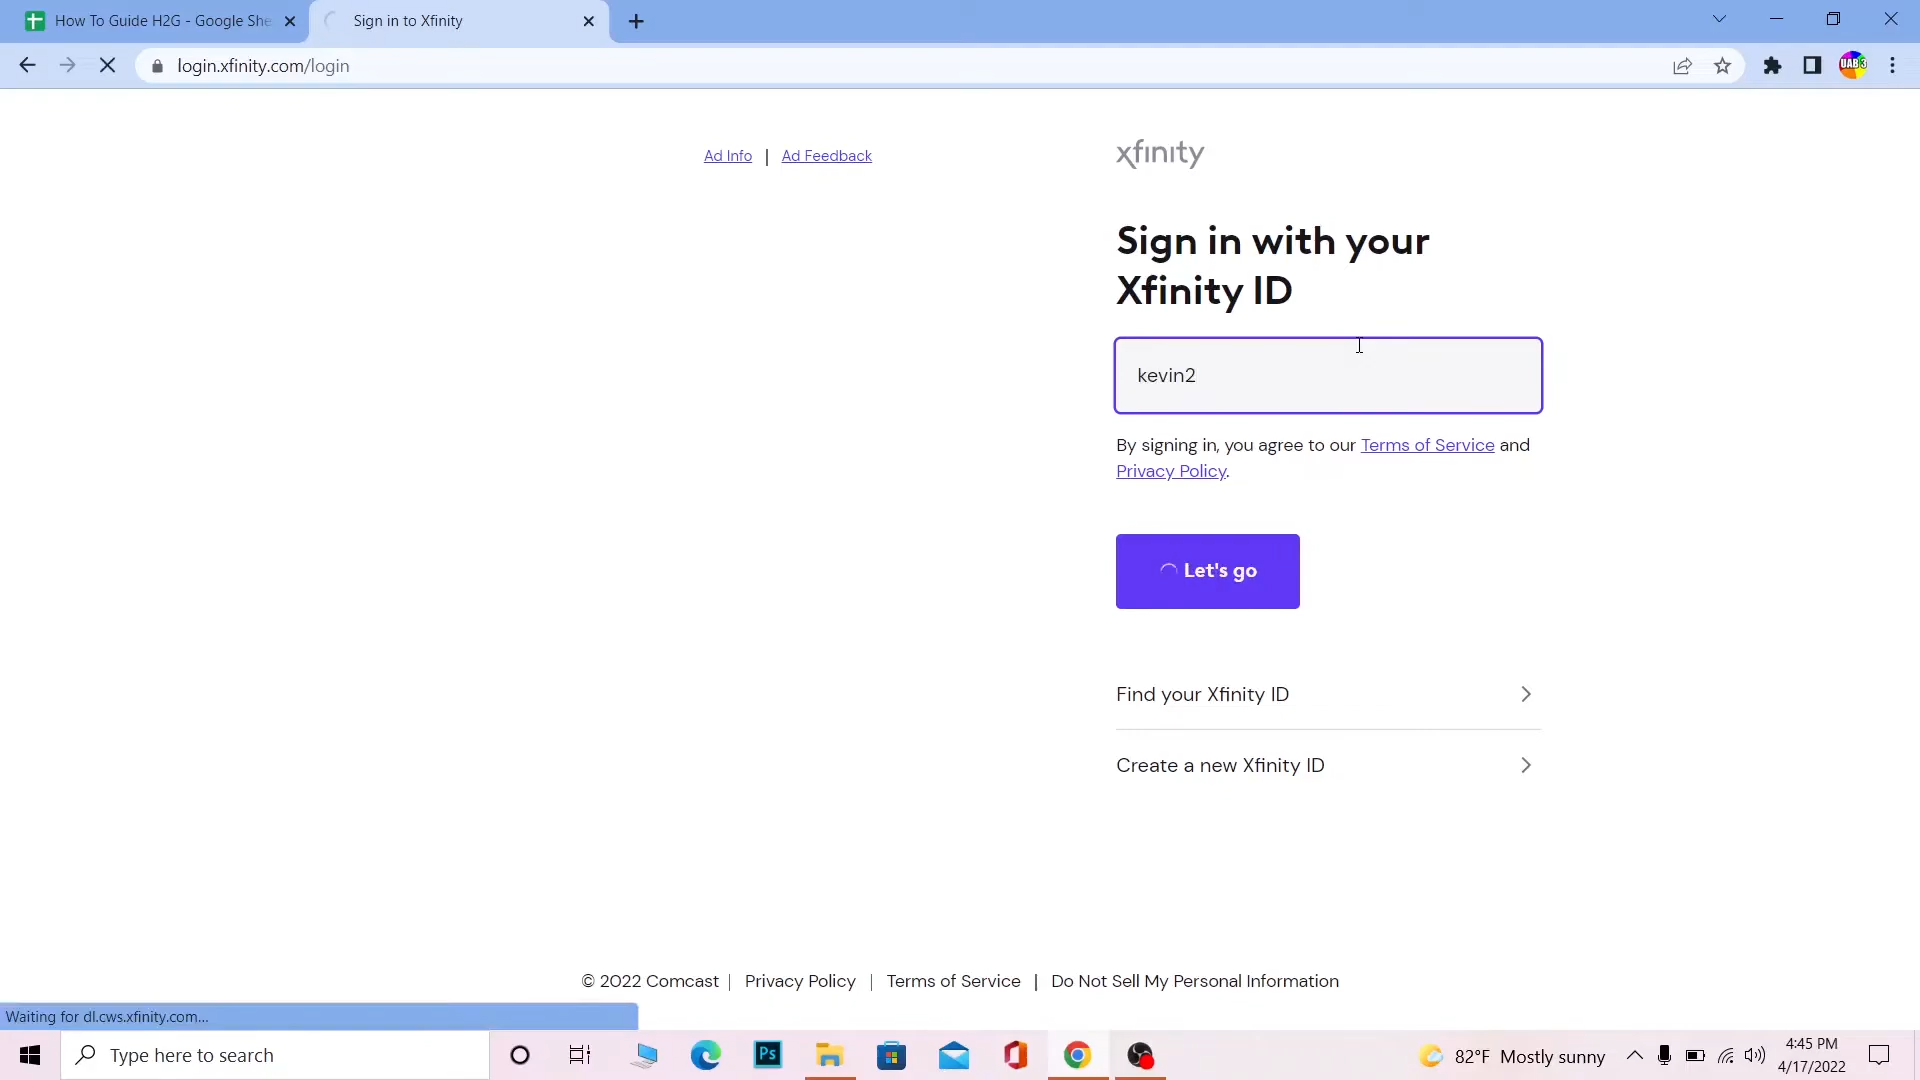 How To Guide H2G - Google She
Sign in to Xfinity
login.xfinity.com/login
UAB 3
Ad Info | Ad Feedback
xfinity
Sign in with your
Xfinity ID
kevin2
By signing in, you agree to our Terms of Service and
Privacy Policy.
Let's go
Find your Xfinity ID
Create a new Xfinity ID
© 2022 Comcast | Privacy Policy | Terms of Service | Do Not Sell My Personal Information
Waiting for dl.cws.xfinity.com...
Type here to search
Ps
82°F Mostly sunny
4:45 PM
4/17/2022